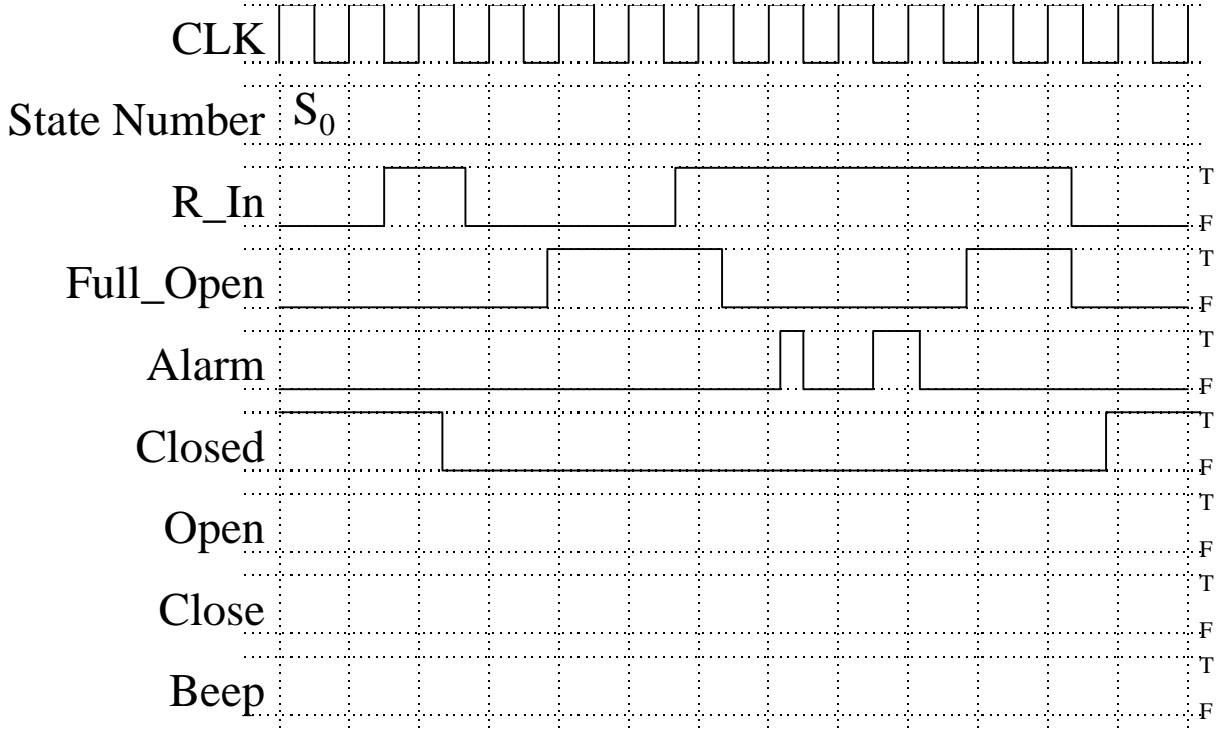 CLK
State Number S₀
R_In T
F
Full_Open T
F
Alarm T
F
Closed T
F
Open T
F
Close T
F
Beep T
F